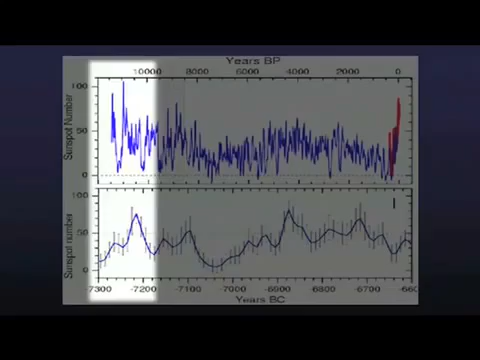 Years BP
10000 8000 6000 4000 2000 0
Sunspot Number
100
50
0
Sunspot number
100
50
0
-7300 -7200 -7100 -7000 -6900 -6800 -6700 -6600
Years BC